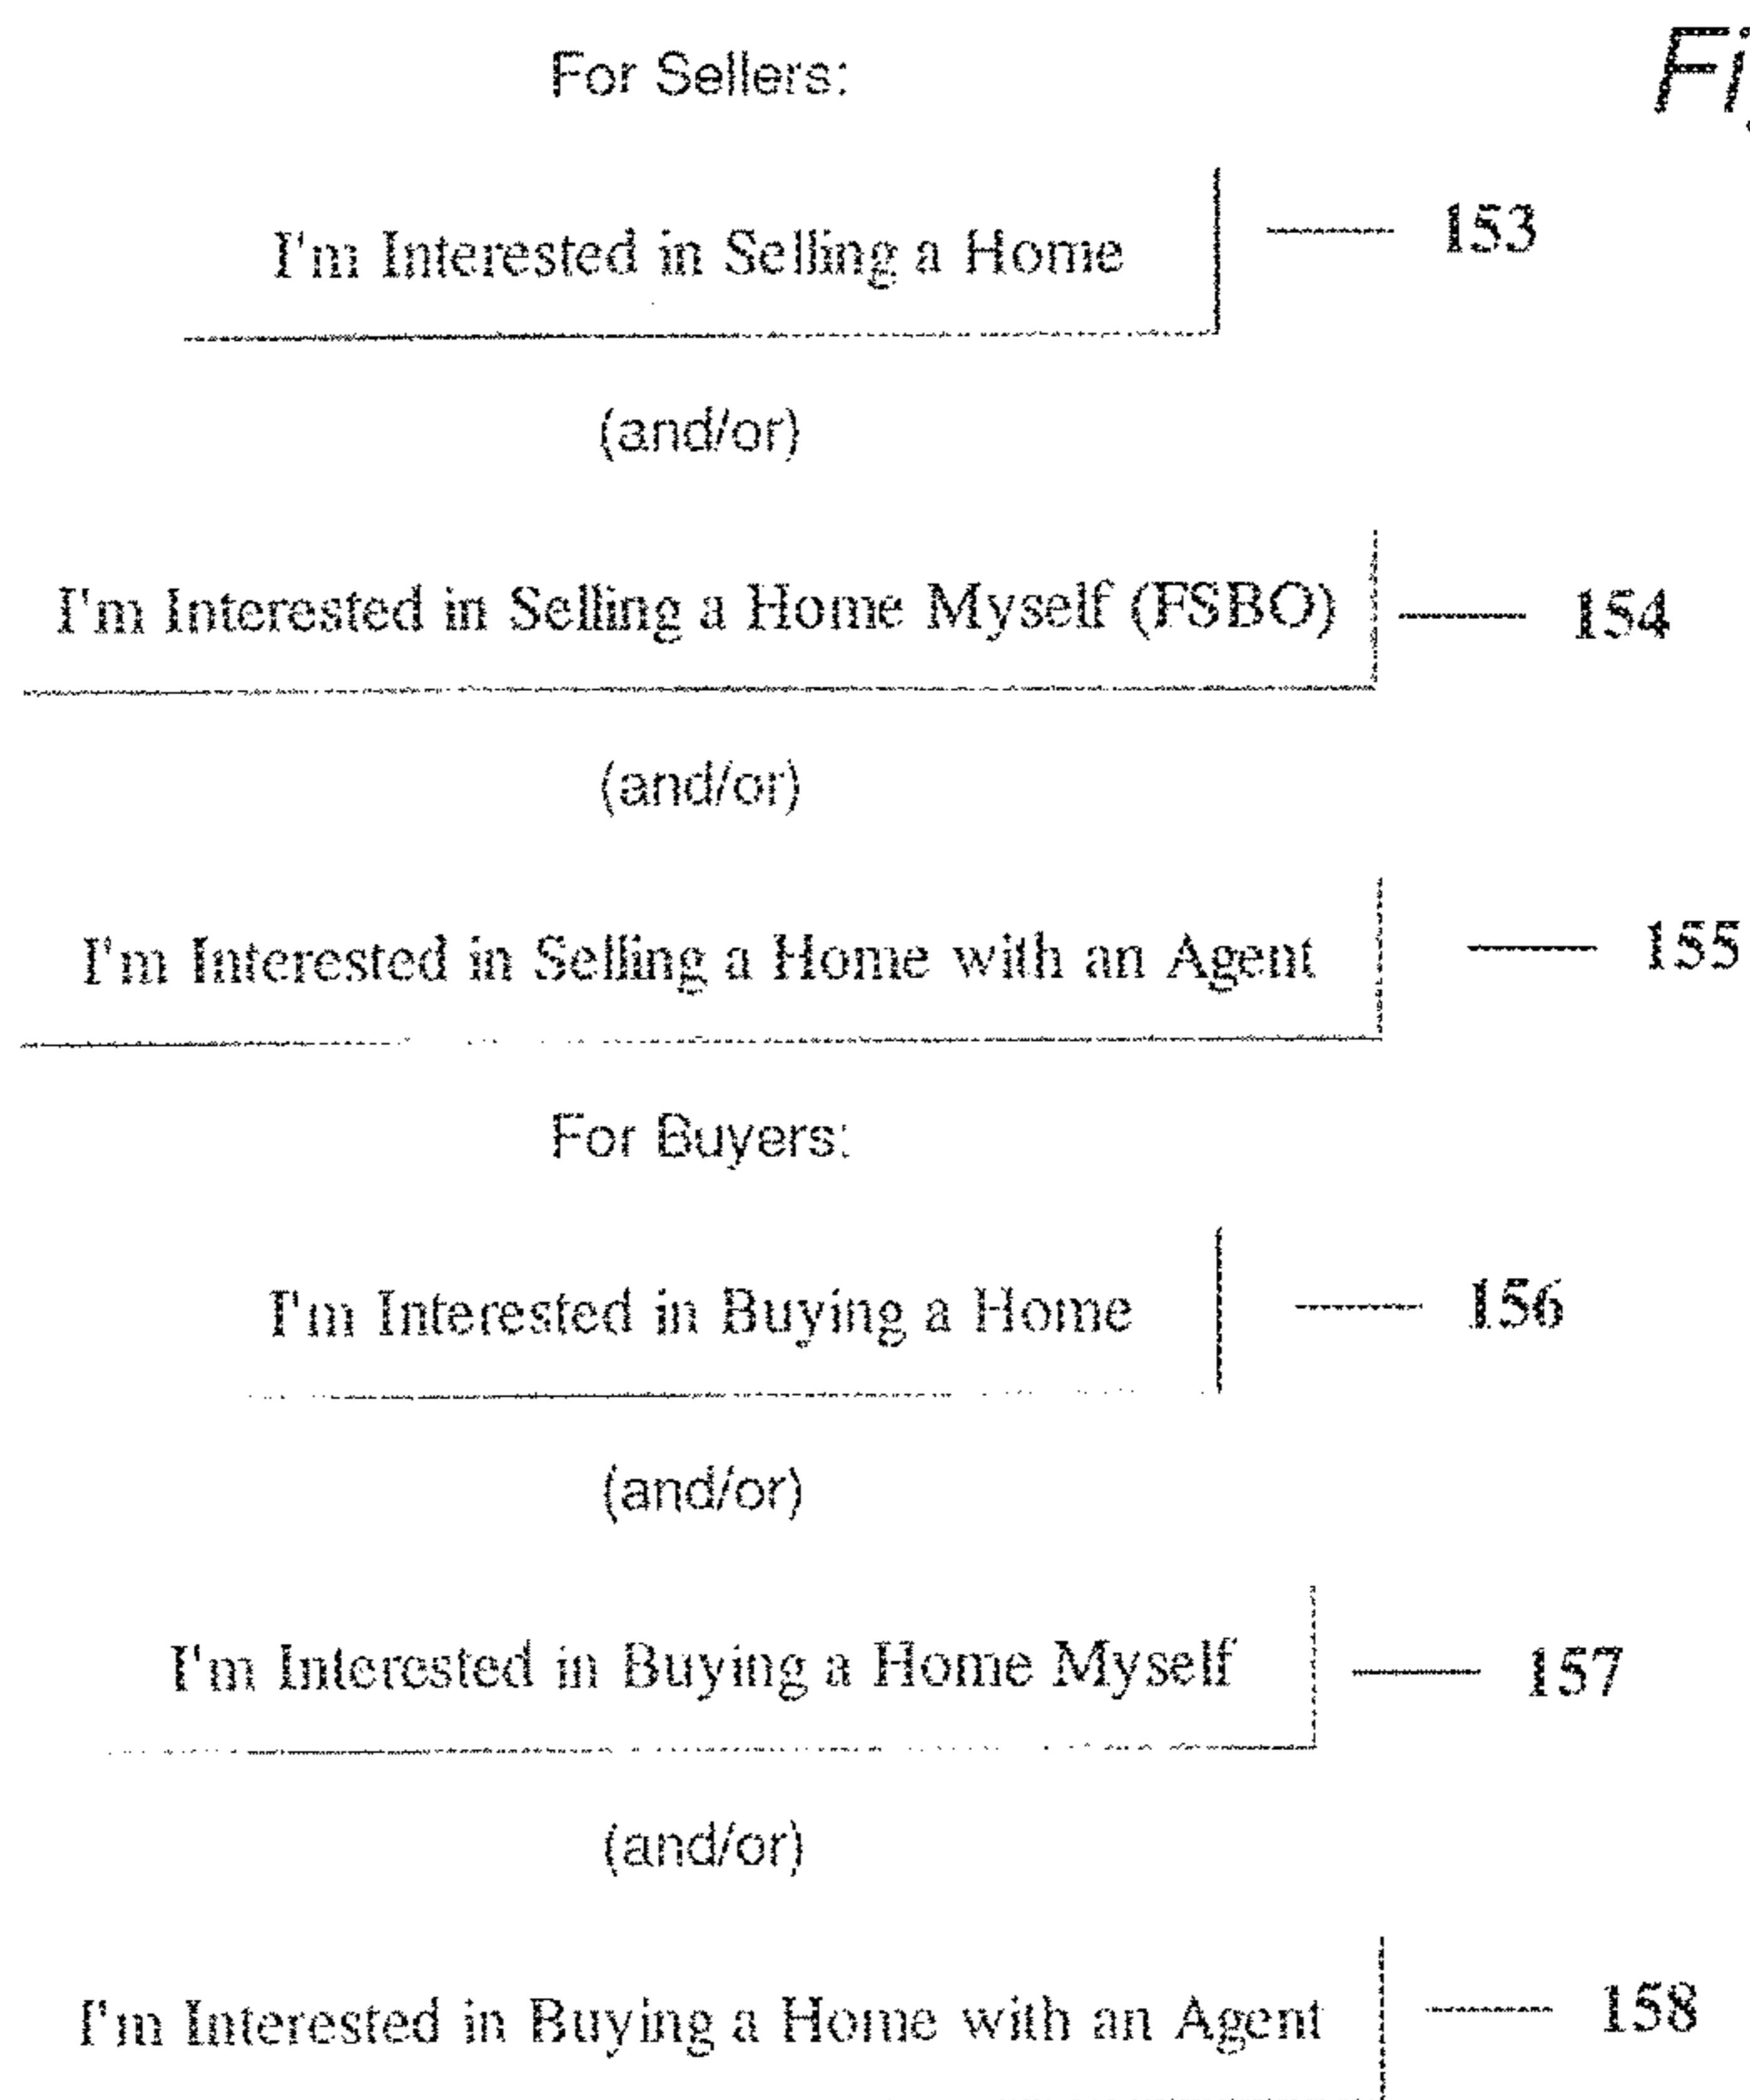 For Sellers:
I'm Interested in Selling a Home 153
(and/or)
I'm Interested in Selling a Home Myself (FSBO) 154
(and/or)
I'm Interested in Selling a Home with an Agent 155
For Buyers:
I'm Interested in Buying a Home 156
(and/or)
I'm Interested in Buying a Home Myself 157
(and/or)
I'm Interested in Buying a Home with an Agent 158